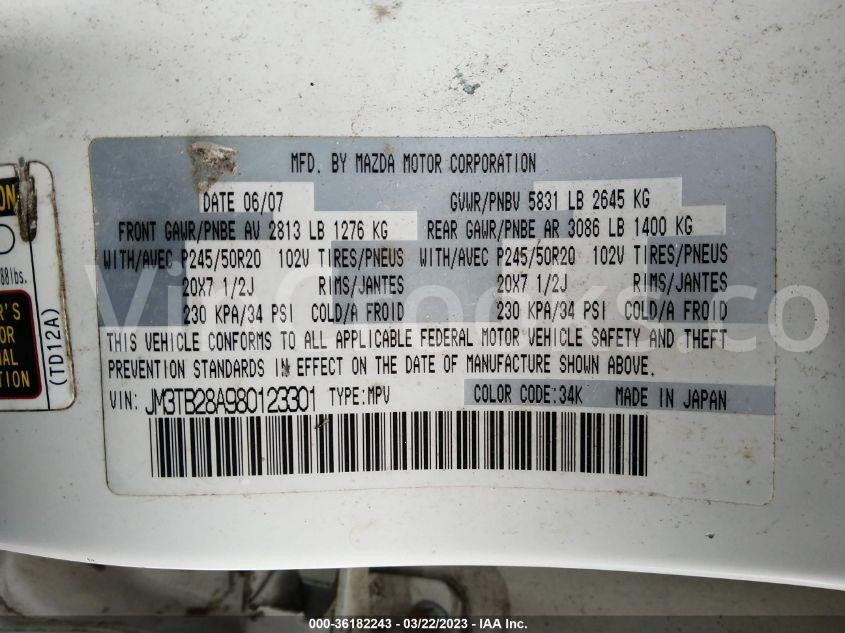 MFD. BY MAZDA MOTOR CORPORATION
DATE 06/07 GVWR/PNBV 5831 LB 2645 KG
FRONT GAWR/PNBE AV 2813 LB 1276 KG REAR GAWR/PNBE AR 3086 LB 1400 KG
WITH/AVEC P245/50R20 102V TIRES/PNEUS WITH/AVEC P245/50R20 102V TIRES/PNEUS
20X7 1/2J RIMS/JANTES 20X7 1/2J RIMS/JANTES
230 KPA/34 PSI COLD/A FROID 230 KPA/34 PSI COLD/A FROID
THIS VEHICLE CONFORMS TO ALL APPLICABLE FEDERAL MOTOR VEHICLE SAFETY AND THEFT
PREVENTION STANDARDS IN EFFECT ON THE DATE OF MANUFACTURE SHOWN ABOVE.
VIN: JM3TB28A980123301 TYPE:MPV COLOR CODE:34K MADE IN JAPAN
(TD12A)
000-36182243 - 03/22/2023 - IAA Inc.